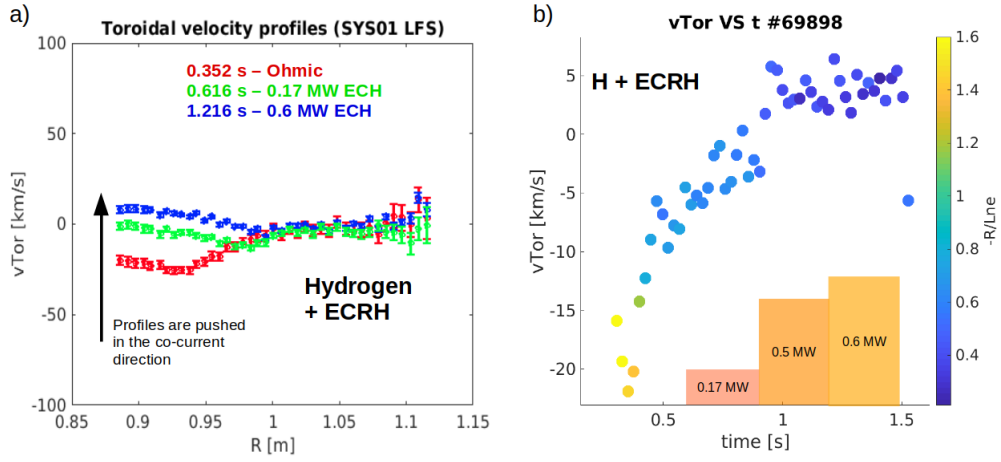 a)
Toroidal velocity profiles (SYS01 LFS)
100
50
0
-50
-100
vTor [km/s]
0.352 s – Ohmic
0.616 s – 0.17 MW ECH
1.216 s – 0.6 MW ECH
Hydrogen
+ ECRH
Profiles are pushed
in the co-current
direction
0.85
0.9
0.95
1.0
1.05
1.1
1.15
R [m]
b)
vTor VS t #69898
H + ECRH
5
0
-5
-10
-15
-20
vTor [km/s]
0.17 MW
0.5 MW
0.6 MW
0.5
1
1.5
time [s]
1.6
1.4
1.2
1
0.8
0.6
0.4
-R/Lne